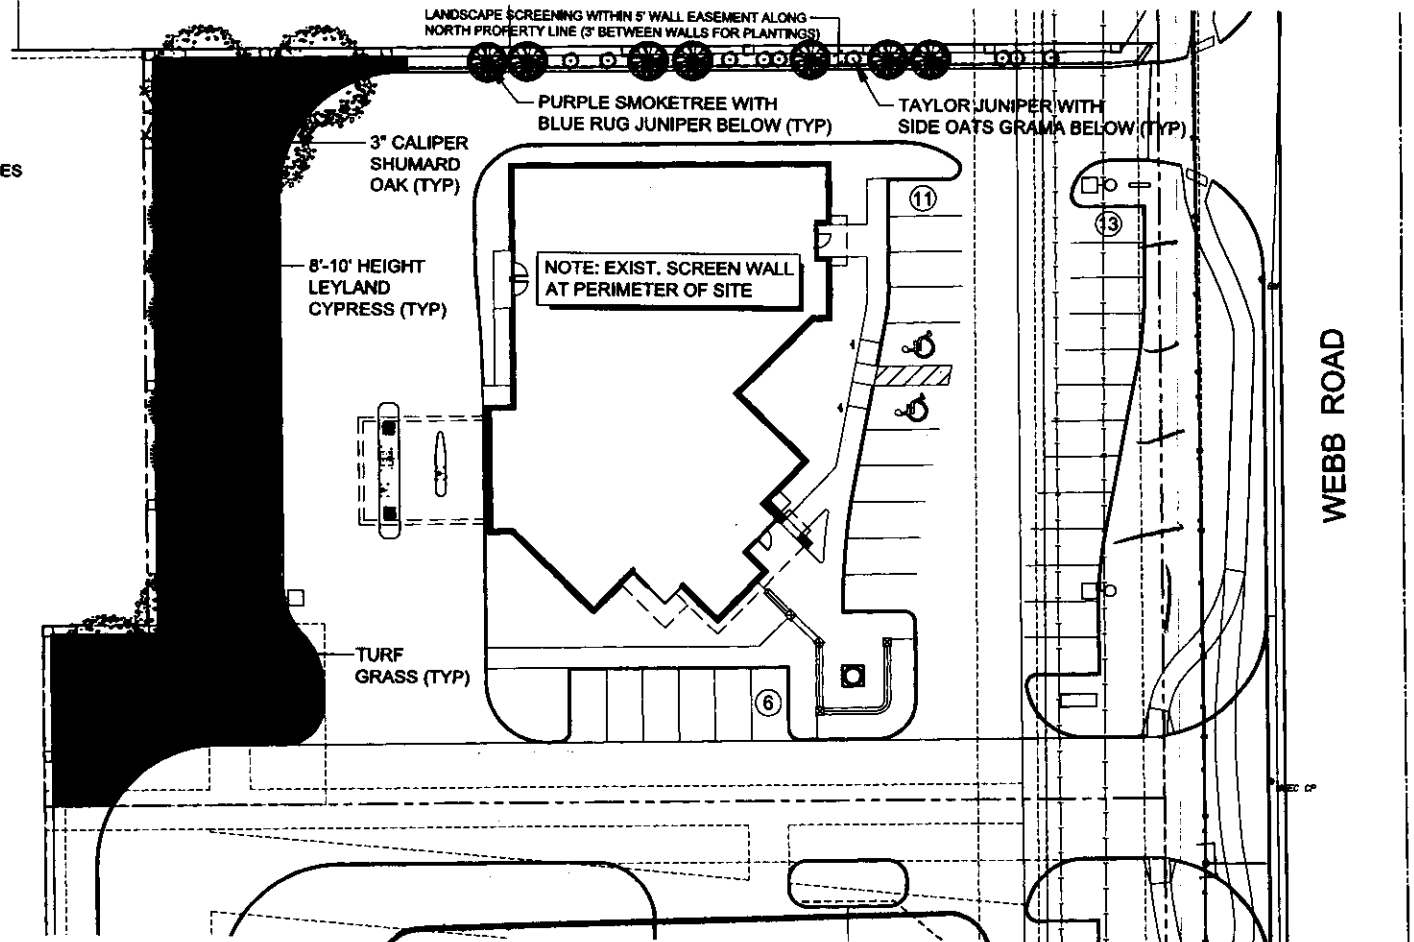 LANDSCAPE SCREENING WITHIN 5' WALL EASEMENT ALONG
NORTH PROPERTY LINE (3' BETWEEN WALLS FOR PLANTINGS)
PURPLE SMOKETREE WITH
BLUE RUG JUNIPER BELOW (TYP)
TAYLOR JUNIPER WITH
SIDE OATS GRAMA BELOW (TYP)
3" CALIPER
SHUMARD
OAK (TYP)
ES
11
13
8'-10' HEIGHT
LEYLAND
CYPRESS (TYP)
NOTE: EXIST. SCREEN WALL
AT PERIMETER OF SITE
WEBB ROAD
TURF
GRASS (TYP)
6
CP